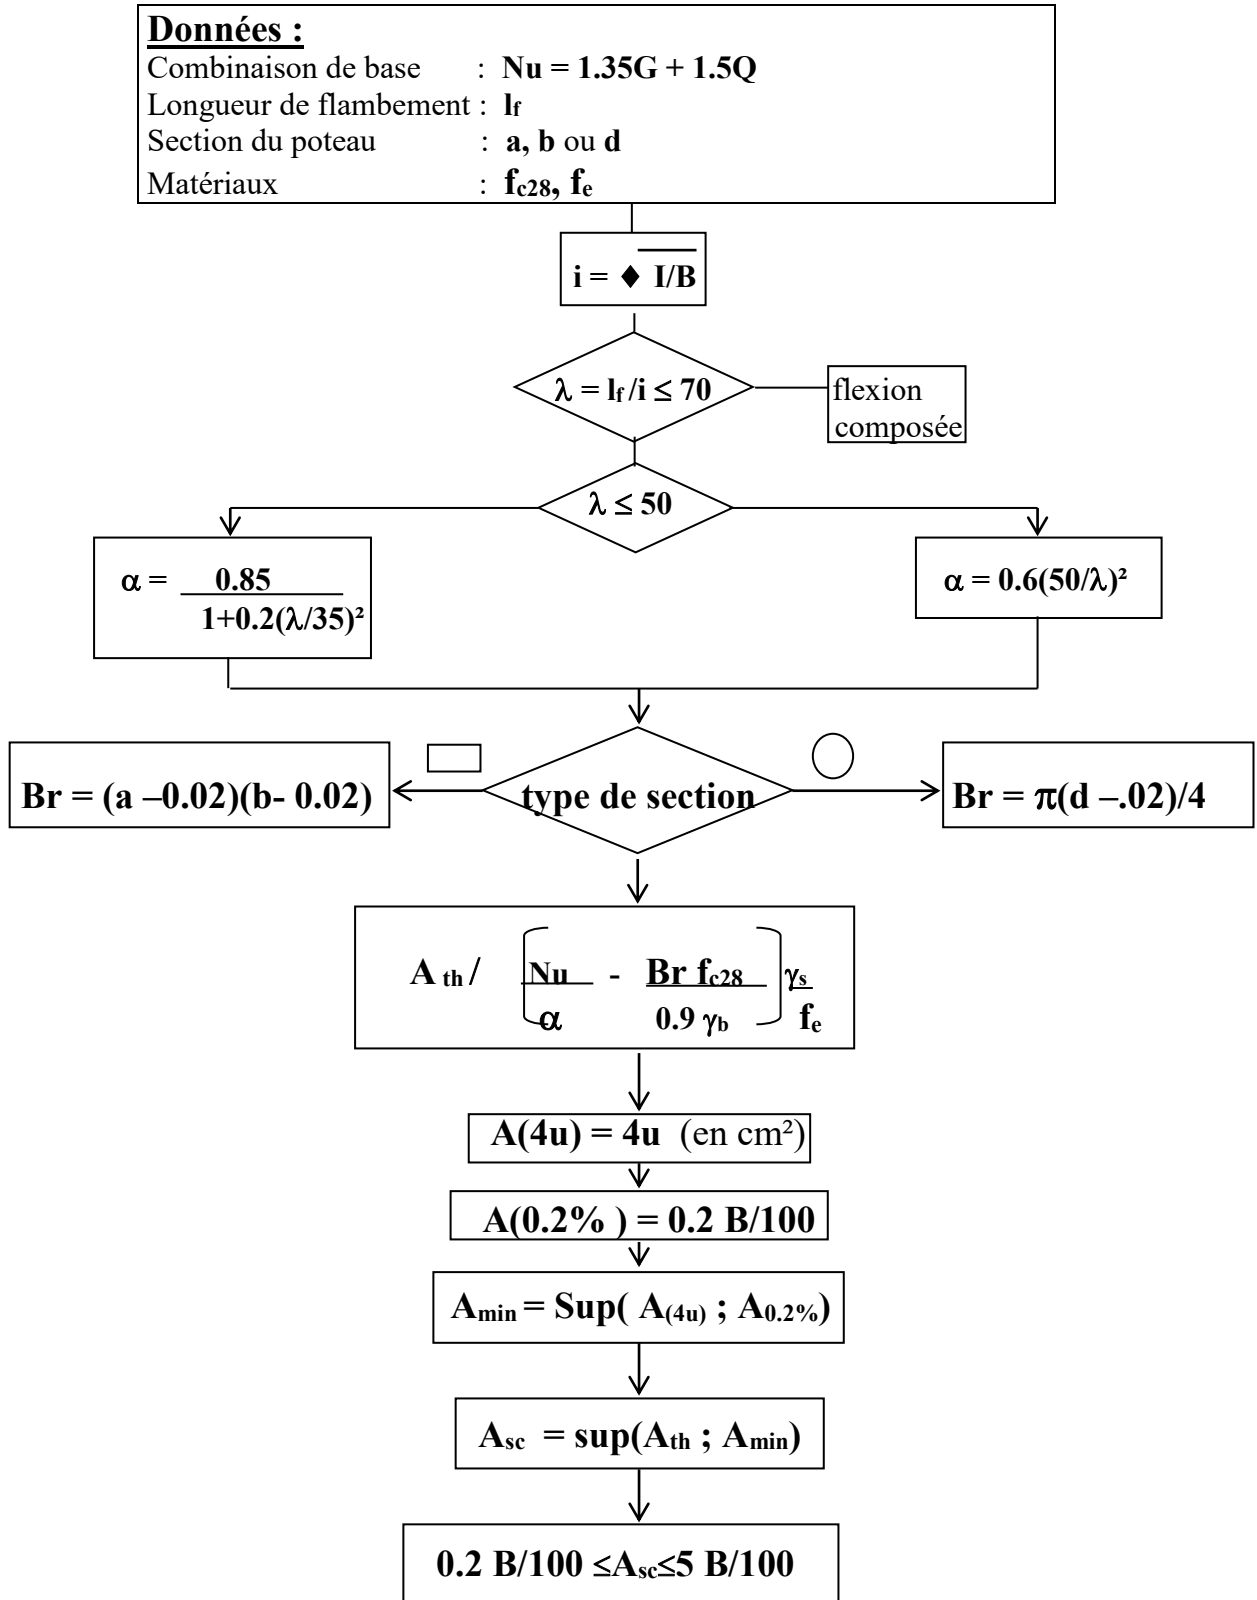 Données :
Combinaison de base : Nu = 1.35G + 1.5Q
Longueur de flambement : lf
Section du poteau : a, b ou d
Matériaux : fc28, fe
i = ♦ I/B
λ = lf /i ≤ 70
flexion
composée
λ ≤ 50
α = 0.85
1+0.2(λ/35)²
α = 0.6(50/λ)²
Br = (a –0.02)(b- 0.02)
type de section
Br = π(d –.02)/4
A th / Nu - Br fc28 γs
α 0.9 γb fe
A(4u) = 4u (en cm²)
A(0.2% ) = 0.2 B/100
Amin = Sup( A(4u) ; A0.2%)
Asc = sup(Ath ; Amin)
0.2 B/100 ≤Asc≤5 B/100